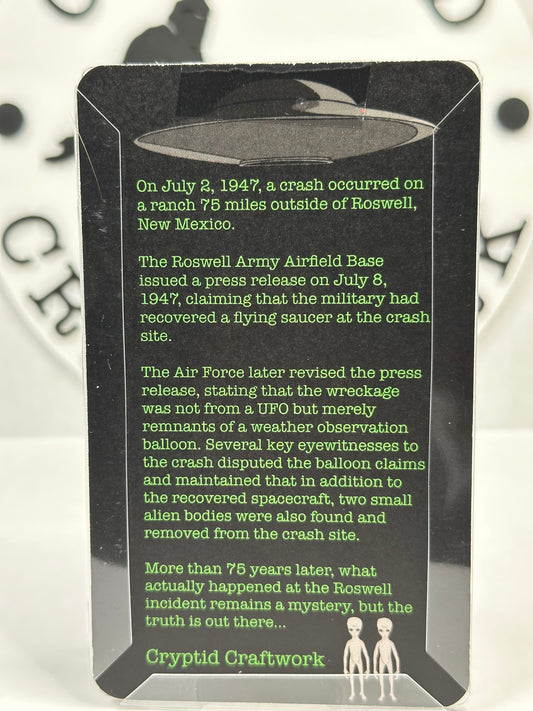 On July 2, 1947, a crash occurred on
a ranch 75 miles outside of Roswell,
New Mexico.
The Roswell Army Airfield Base
issued a press release on July 8,
1947, claiming that the military had
recovered a flying saucer at the crash
site.
The Air Force later revised the press
release, stating that the wreckage
was not from a UFO but merely
remnants of a weather observation
balloon. Several key eyewitnesses to
the crash disputed the balloon claims
and maintained that in addition to
the recovered spacecraft, two small
alien bodies were also found and
removed from the crash site.
More than 75 years later, what
actually happened at the Roswell
incident remains a mystery, but the
truth is out there...
Cryptid Craftwork